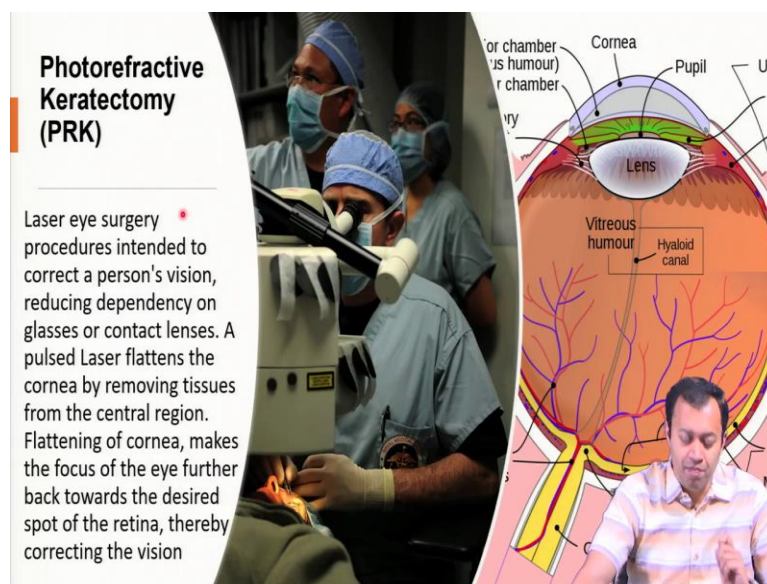 Photorefractive
Keratectomy
(PRK)
Laser eye surgery
procedures intended to
correct a person's vision,
reducing dependency on
glasses or contact lenses. A
pulsed Laser flattens the
cornea by removing tissues
from the central region.
Flattening of cornea, makes
the focus of the eye further
back towards the desired
spot of the retina, thereby
correcting the vision
Cornea
chamber
humour)
chamber
Pupil
Lens
Vitreous
humour
Hyaloid
canal